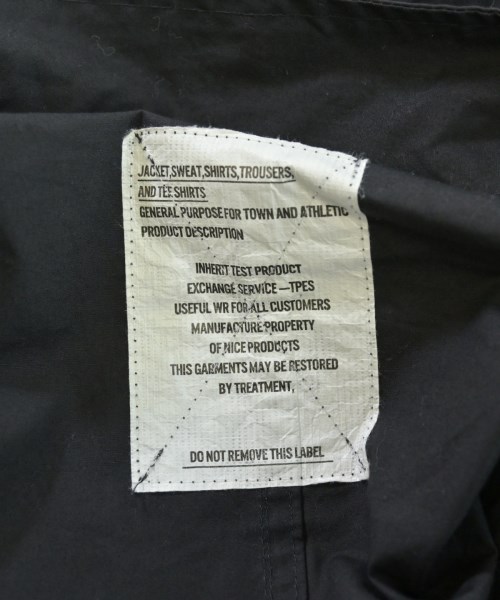 JACKET,SWEAT,SHIRTS,TROUSERS,
AND TEE SHIRTS
GENERAL PURPOSE FOR TOWN AND ATHLETIC
PRODUCT DESCRIPTION
INHERIT TEST PRODUCT
EXCHANGE SERVICE —TPES
USEFUL WR FOR ALL CUSTOMERS
MANUFACTURE PROPERTY
OF NICE PRODUCTS
THIS GARMENTS MAY BE RESTORED
BY TREATMENT,
DO NOT REMOVE THIS LABEL